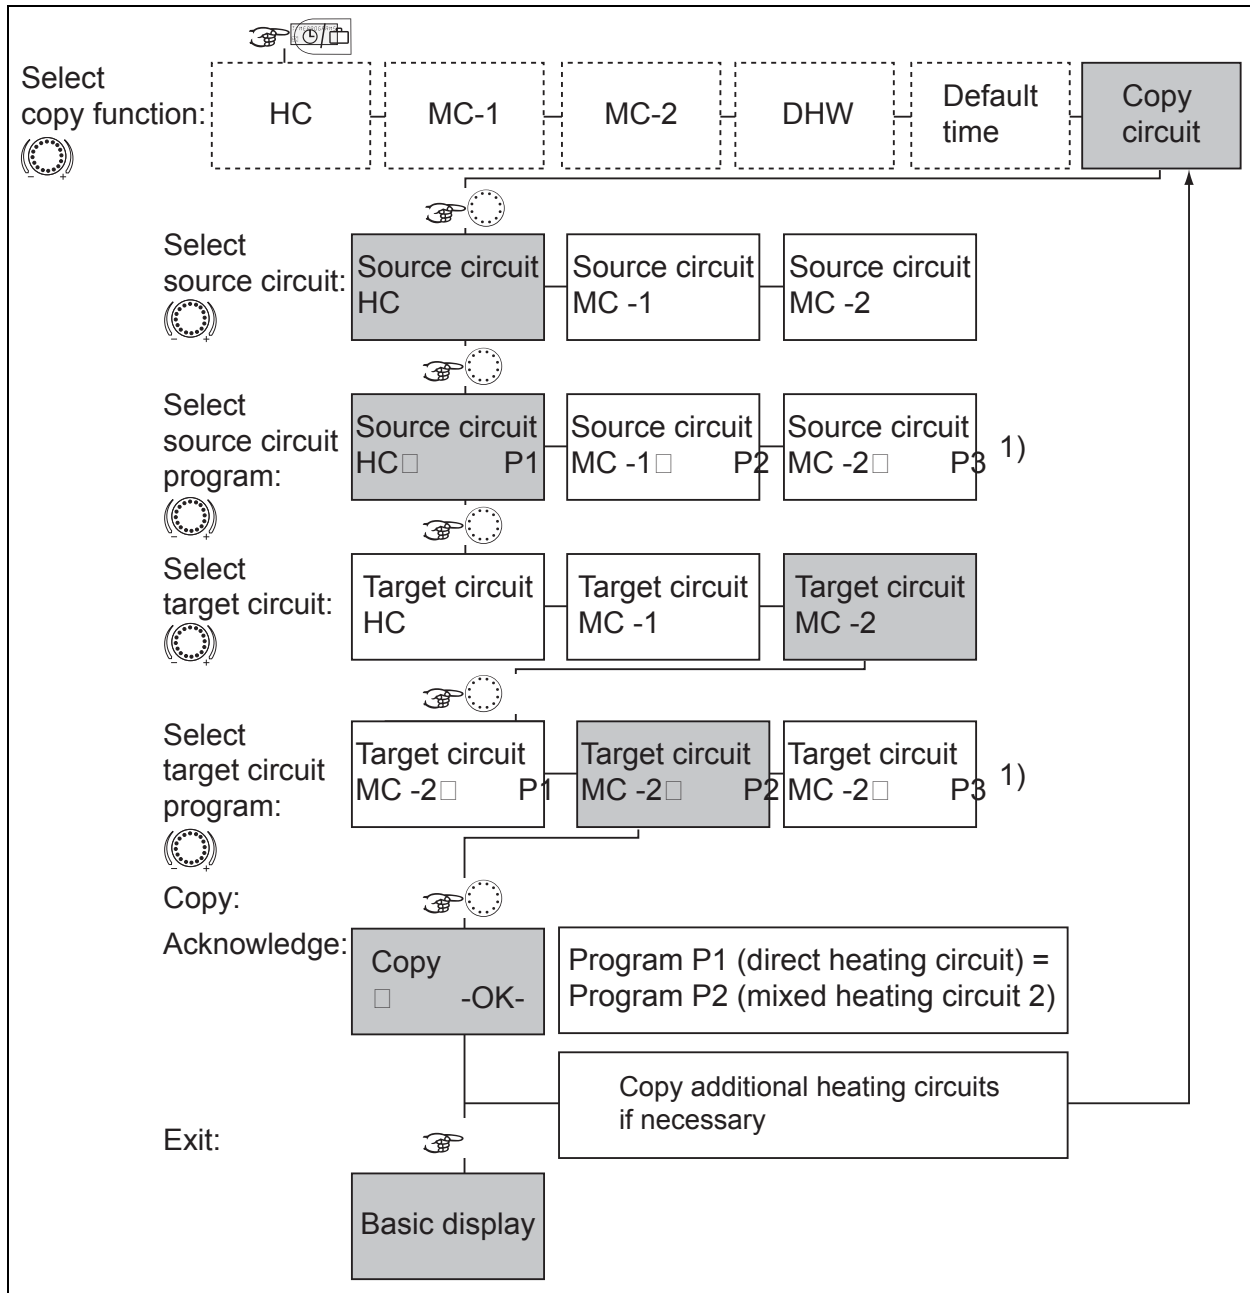 Select
copy function:
HC
MC-1
MC-2
DHW
Default
time
Copy
circuit
- +
Select
source circuit:
- +
Source circuit
HC
Source circuit
MC -1
Source circuit
MC -2
Select
source circuit
program:
- +
Source circuit
HC□ P1
Source circuit
MC -1□ P2
Source circuit
MC -2□ P3
1)
Select
target circuit:
- +
Target circuit
HC
Target circuit
MC -1
Target circuit
MC -2
Select
target circuit
program:
- +
Target circuit
MC -2□ P1
Target circuit
MC -2□ P2
Target circuit
MC -2□ P3
1)
Copy:
Acknowledge:
Copy
□ -OK-
Program P1 (direct heating circuit) =
Program P2 (mixed heating circuit 2)
Copy additional heating circuits
if necessary
Exit:
Basic display